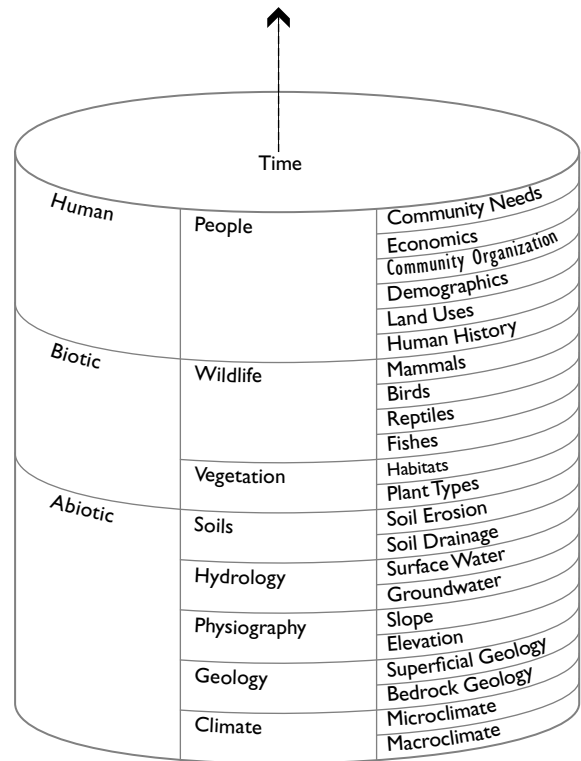 Time
Human
People
Community Needs
Economics
Community Organization
Demographics
Land Uses
Human History
Biotic
Wildlife
Mammals
Birds
Reptiles
Fishes
Vegetation
Habitats
Plant Types
Abiotic
Soils
Soil Erosion
Soil Drainage
Hydrology
Surface Water
Groundwater
Physiography
Slope
Elevation
Geology
Superficial Geology
Bedrock Geology
Climate
Microclimate
Macroclimate